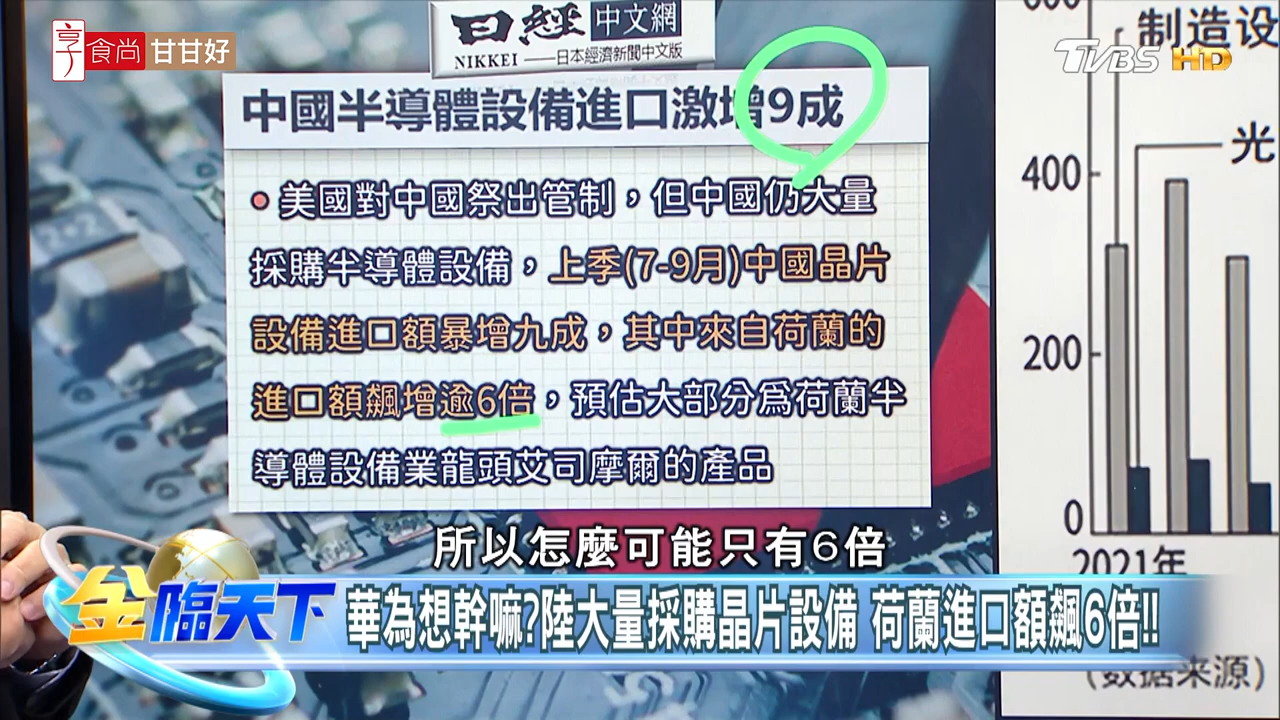 享
食尚 甘甘好
日經中文網
NIKKEI ——日本經濟新聞中文版
TVBS HD
中國半導體設備進口激增9成
• 美國對中國祭出管制，但中國仍大量
採購半導體設備，上季(7-9月)中國晶片
設備進口額暴增九成，其中來自荷蘭的
進口額飆增逾6倍，預估大部分為荷蘭半
導體設備業龍頭艾司摩爾的產品
制造设
光
400
200
0
2021年
(数据来源)
所以怎麼可能只有6倍
金臨天下
華為想幹嘛?陸大量採購晶片設備 荷蘭進口額飆6倍!!